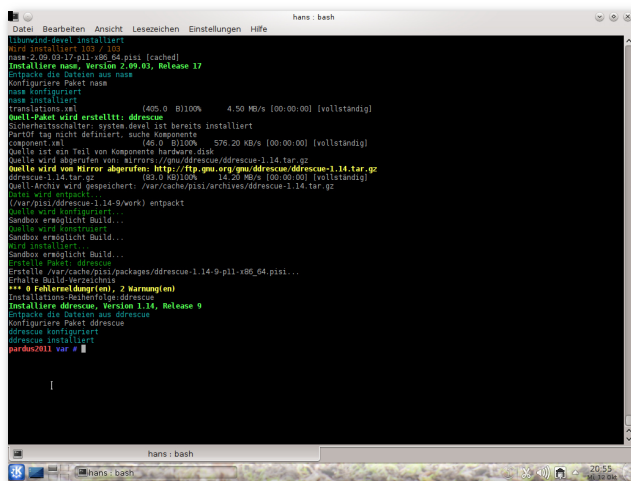 hans : bash
Datei Bearbeiten Ansicht Lesezeichen Einstellungen Hilfe
libunwind-devel installiert
Wird installiert 103 / 103
nasm-2.09.03-17-p11-x86_64.pisi [cached]
Installiere nasm, Version 2.09.03, Release 17
Entpacke die Dateien aus nasm
Konfiguriere Paket nasm
nasm konfiguriert
nasm installiert
translations.xml (405.0 B)100% 4.50 MB/s [00:00:00] [vollständig]
Quell-Paket wird erstelltt: ddrescue
Sicherheitsschalter: system.devel ist bereits installiert
PartOf tag nicht definiert, suche Komponente
component.xml (46.0 B)100% 576.20 KB/s [00:00:00] [vollständig]
Quelle ist ein Teil von Komponente hardware.disk
Quelle wird abgerufen von: mirrors://gnu/ddrescue/ddrescue-1.14.tar.gz
Quelle wird vom Mirror abgerufen: http://ftp.gnu.org/gnu/ddrescue/ddrescue-1.14.tar.gz
ddrescue-1.14.tar.gz (83.0 KB)100% 14.20 MB/s [00:00:00] [vollständig]
Quell-Archiv wird gespeichert: /var/cache/pisi/archives/ddrescue-1.14.tar.gz
Datei wird entpackt...
(/var/pisi/ddrescue-1.14-9/work) entpackt
Quelle wird konfiguriert...
Sandbox ermöglicht Build...
Quelle wird konstruiert
Sandbox ermöglicht Build...
Wird installiert...
Sandbox ermöglicht Build...
Erstelle Paket: ddrescue
Erstelle /var/cache/pisi/packages/ddrescue-1.14-9-p11-x86_64.pisi...
Erhalte Build-Verzeichnis
*** 0 Fehlermeldungr(en), 2 Warnung(en)
Installations-Reihenfolge:ddrescue
Installiere ddrescue, Version 1.14, Release 9
Entpacke die Dateien aus ddrescue
Konfiguriere Paket ddrescue
ddrescue konfiguriert
ddrescue installiert
pardus2011 var #
hans : bash
hans : bash
20:55